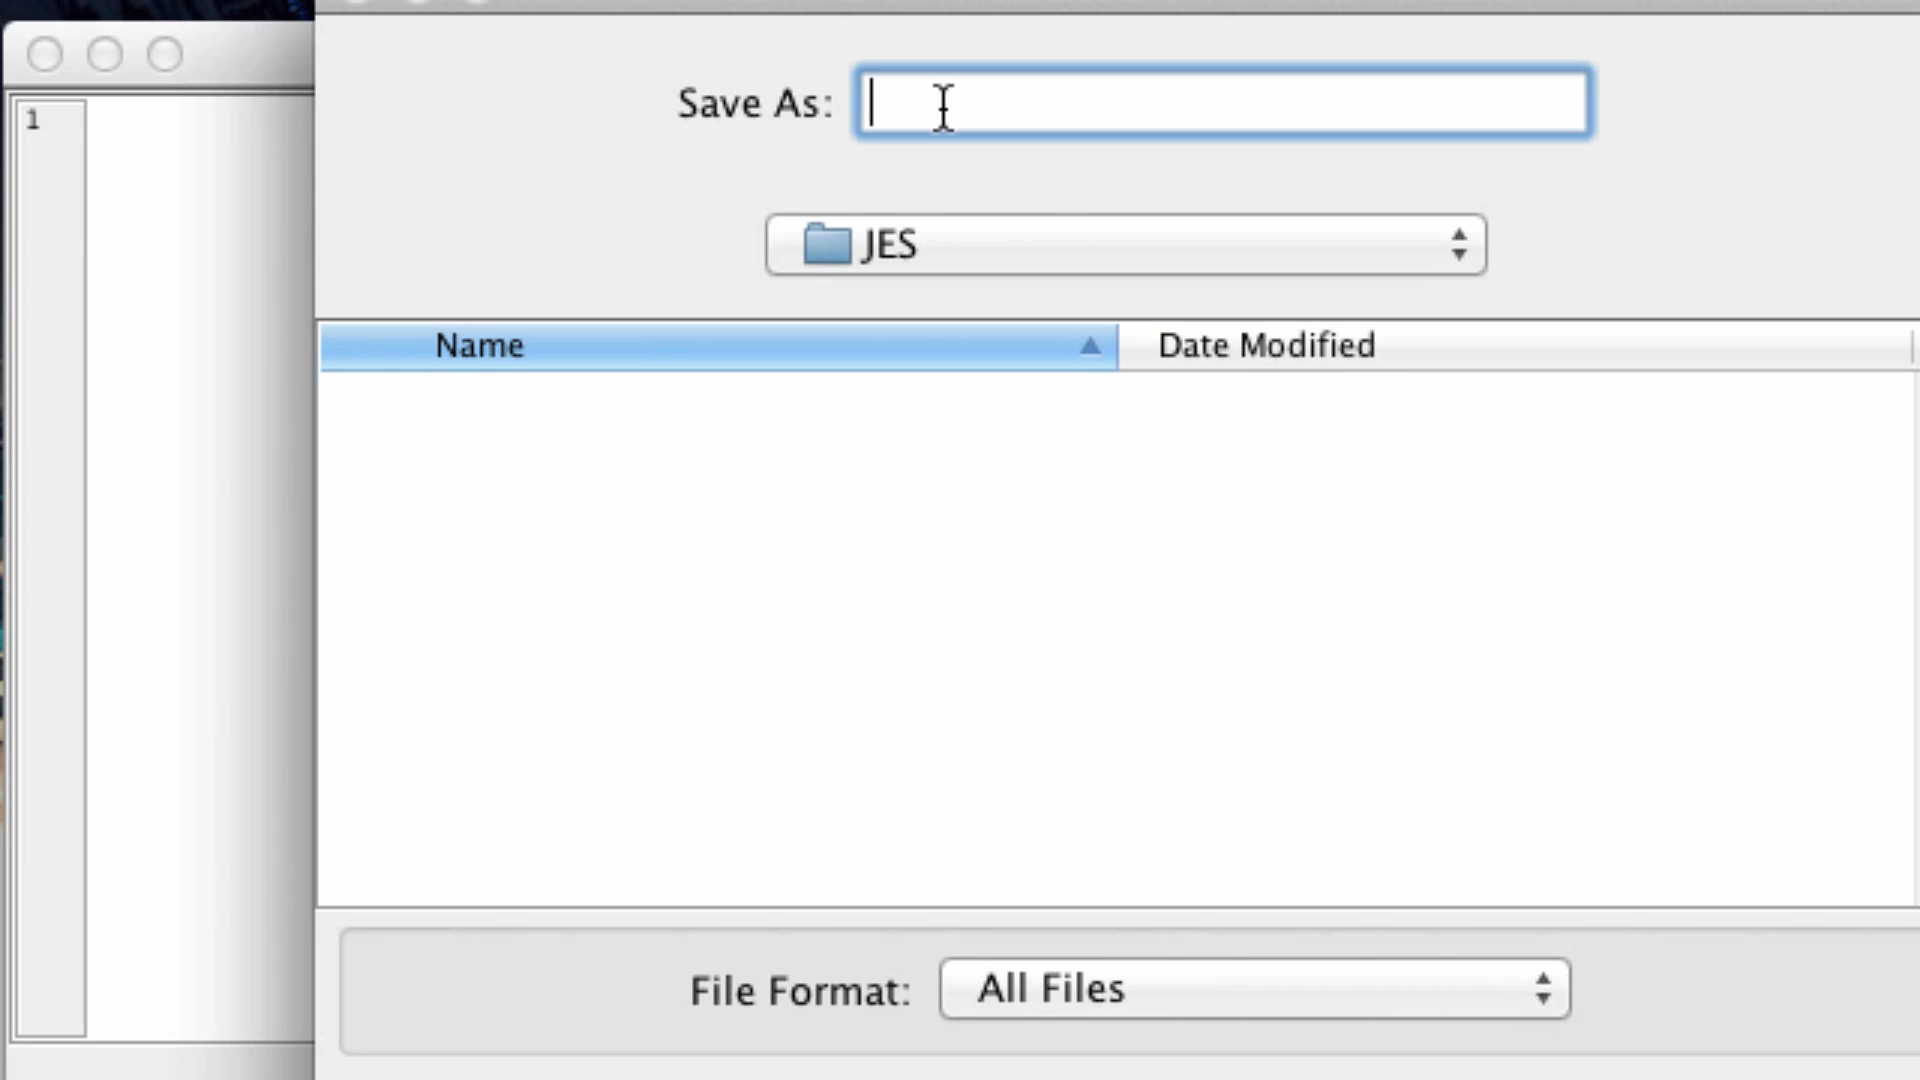 1
Save As:
JES
Name
Date Modified
File Format:
All Files